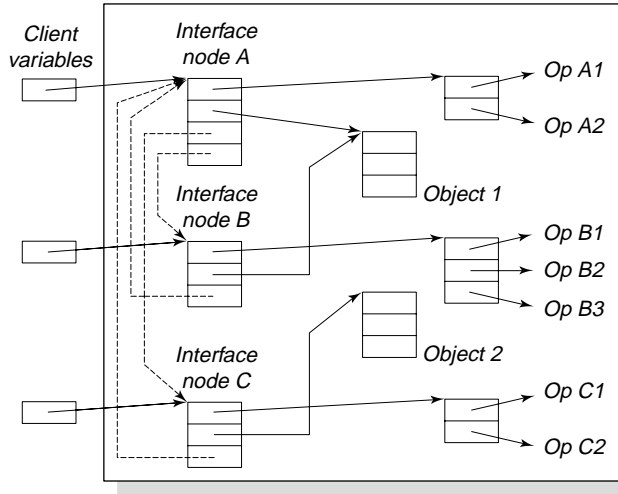 Client
variables
Interface
node A
Op A1
Op A2
Object 1
Interface
node B
Op B1
Op B2
Op B3
Object 2
Interface
node C
Op C1
Op C2